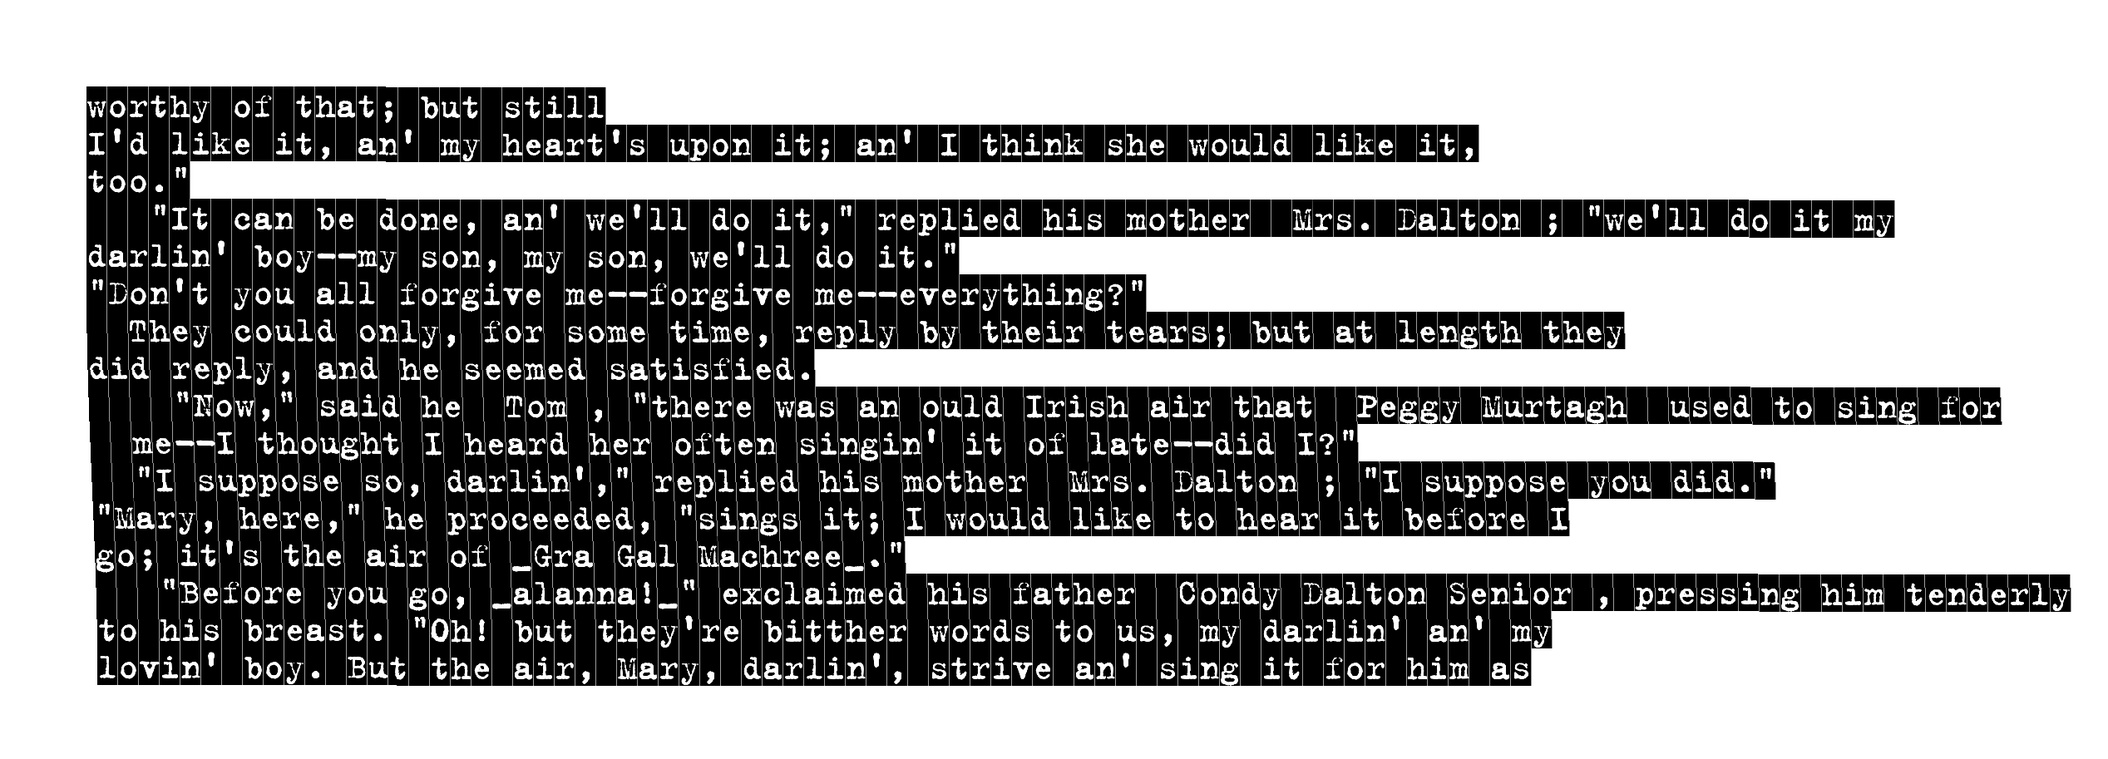 worthy of that; but still
I'd like it, an' my heart's upon it; an' I think she would like it,
too."
"It can be done, an' we'll do it," replied his mother  Mrs. Dalton ; "we'll do it my
darlin' boy--my son, my son, we'll do it."
"Don't you all forgive me--forgive me--everything?"
They could only, for some time, reply by their tears; but at length they
did reply, and he seemed satisfied.
"Now," said he  Tom , "there was an ould Irish air that  Peggy Murtagh  used to sing for
me--I thought I heard her often singin' it of late--did I?"
"I suppose so, darlin'," replied his mother  Mrs. Dalton ; "I suppose you did."
"Mary, here," he proceeded, "sings it; I would like to hear it before I
go; it's the air of _Gra Gal Machree_."
"Before you go, _alanna!_" exclaimed his father  Condy Dalton Senior , pressing him tenderly
to his breast. "Oh! but they're bitther words to us, my darlin' an' my
lovin' boy. But the air, Mary, darlin', strive an' sing it for him as